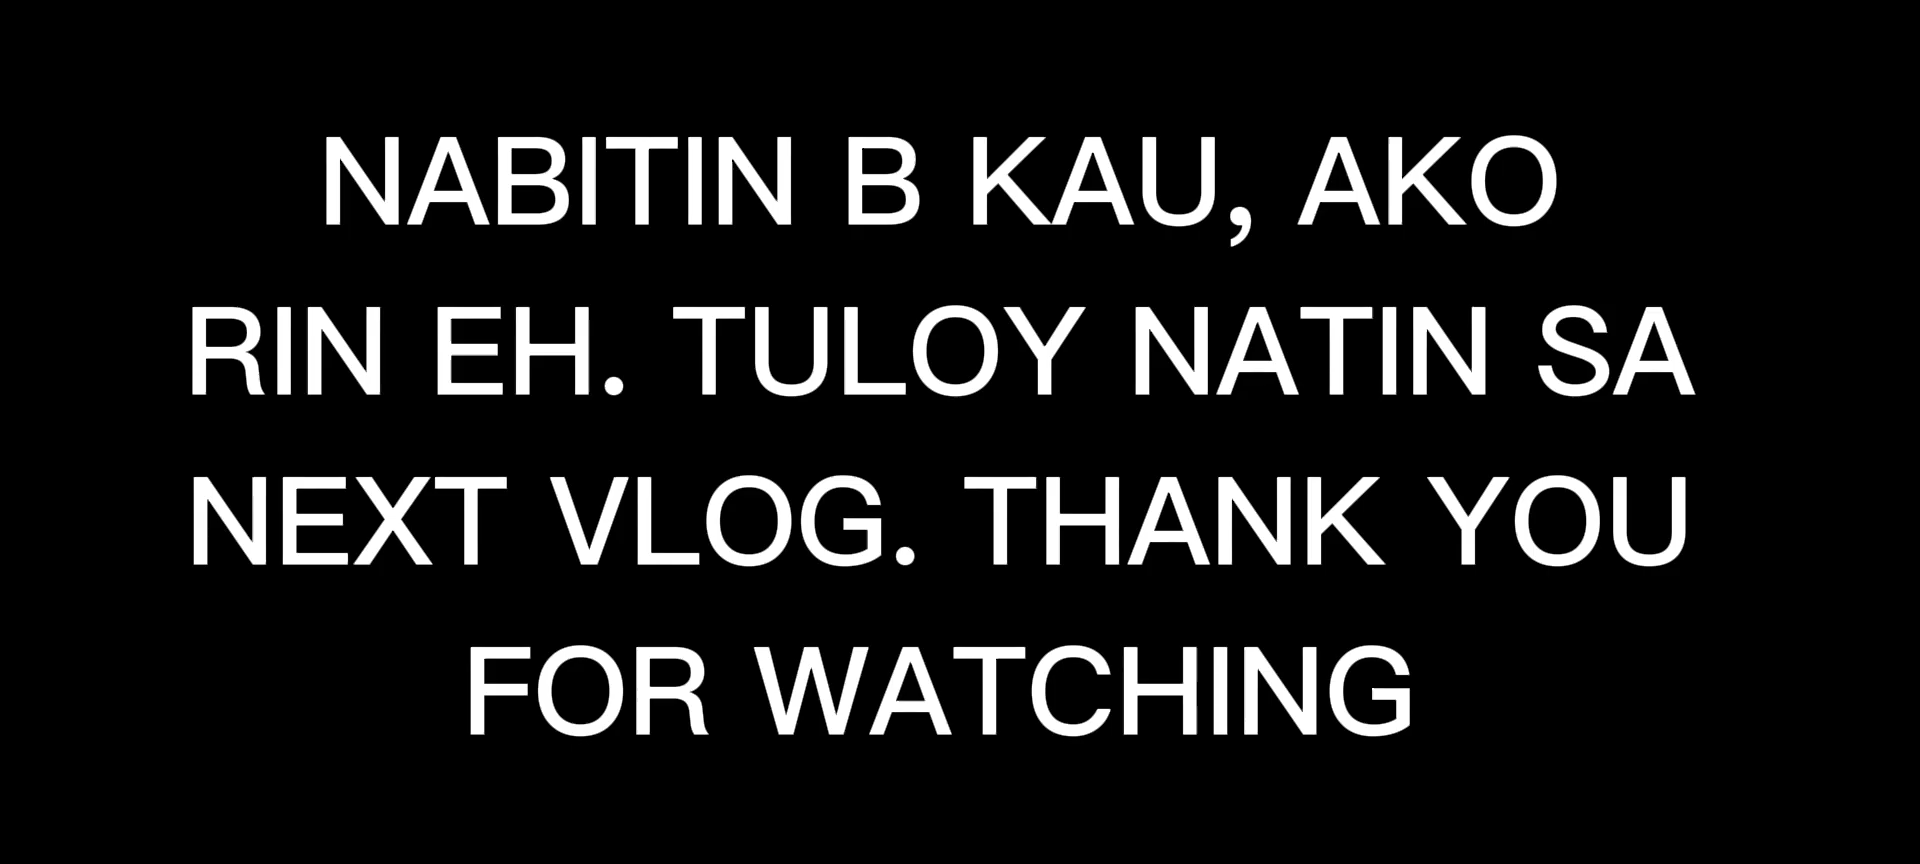 NABITIN B KAU, AKO
RIN EH. TULOY NATIN SA
NEXT VLOG. THANK YOU
FOR WATCHING